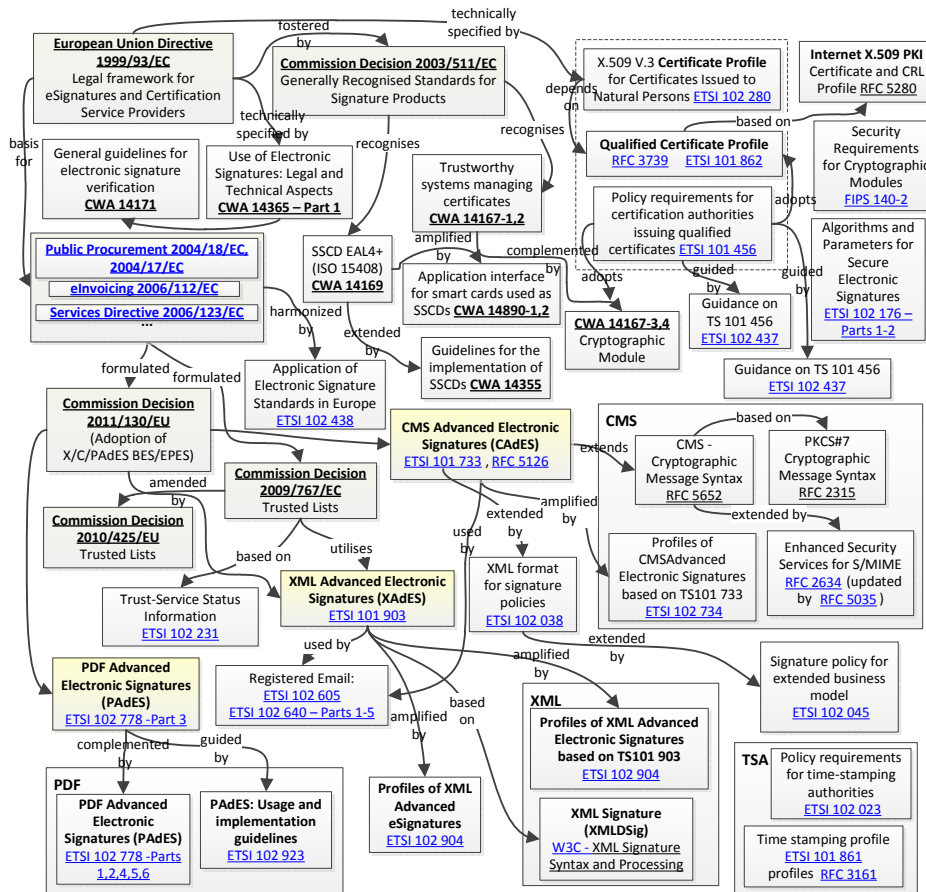 technically
specified by
fostered
by
European Union Directive
1999/93/EC
Legal framework for
eSignatures and Certification
Service Providers
Commission Decision 2003/511/EC
Generally Recognised Standards for
Signature Products
X.509 V.3 Certificate Profile
for Certificates Issued to
Natural Persons ETSI 102 280
Internet X.509 PKI
Certificate and CRL
Profile RFC 5280
depends
on
based on
technically
specified by
recognises
recognises
basis
for
Qualified Certificate Profile
RFC 3739 ETSI 101 862
Security
Requirements
for Cryptographic
Modules
FIPS 140-2
General guidelines for
electronic signature
verification
CWA 14171
Use of Electronic
Signatures: Legal and
Technical Aspects
CWA 14365 – Part 1
Trustworthy
systems managing
certificates
CWA 14167-1,2
Policy requirements for
certification authorities
issuing qualified
certificates ETSI 101 456
adopts
Public Procurement 2004/18/EC,
2004/17/EC
eInvoicing 2006/112/EC
Services Directive 2006/123/EC
...
SSCD EAL4+
(ISO 15408)
CWA 14169
amplified
by
complemented
by
adopts
guided
by
guided
by
Algorithms and
Parameters for
Secure
Electronic
Signatures
ETSI 102 176 –
Parts 1-2
Application interface
for smart cards used as
SSCDs CWA 14890-1,2
harmonized
by
extended
by
CWA 14167-3,4
Cryptographic
Module
Guidance on
TS 101 456
ETSI 102 437
Guidelines for the
implementation of
SSCDs CWA 14355
Guidance on TS 101 456
ETSI 102 437
formulated
formulated
Application of
Electronic Signature
Standards in Europe
ETSI 102 438
Commission Decision
2011/130/EU
(Adoption of
X/C/PAdES BES/EPES)
CMS Advanced Electronic
Signatures (CAdES)
ETSI 101 733 , RFC 5126
CMS
extends
CMS -
Cryptographic
Message Syntax
RFC 5652
based on
PKCS#7
Cryptographic
Message Syntax
RFC 2315
extended by
Commission Decision
2009/767/EC
Trusted Lists
amended
by
Commission Decision
2010/425/EU
Trusted Lists
based on
utilises
used
by
extended
by
amplified
by
Profiles of
CMSAdvanced
Electronic Signatures
based on TS101 733
ETSI 102 734
Enhanced Security
Services for S/MIME
RFC 2634 (updated
by RFC 5035 )
XML format
for signature
policies
ETSI 102 038
Trust-Service Status
Information
ETSI 102 231
XML Advanced Electronic
Signatures (XAdES)
ETSI 101 903
used by
amplified
by
extended
by
Signature policy for
extended business
model
ETSI 102 045
PDF Advanced
Electronic Signatures
(PAdES)
ETSI 102 778 -Part 3
Registered Email:
ETSI 102 605
ETSI 102 640 – Parts 1-5
amplified
by
based
on
complemented
by
guided
by
XML
Profiles of XML Advanced
Electronic Signatures
based on TS101 903
ETSI 102 904
XML Signature
(XMLDSig)
W3C - XML Signature
Syntax and Processing
TSA
Policy requirements
for time-stamping
authorities
ETSI 102 023
Time stamping profile
ETSI 101 861
profiles RFC 3161
PDF
PDF Advanced
Electronic
Signatures (PAdES)
ETSI 102 778 -Parts
1,2,4,5,6
PAdES: Usage and
implementation
guidelines
ETSI 102 923
Profiles of XML
Advanced
eSignatures
ETSI 102 904